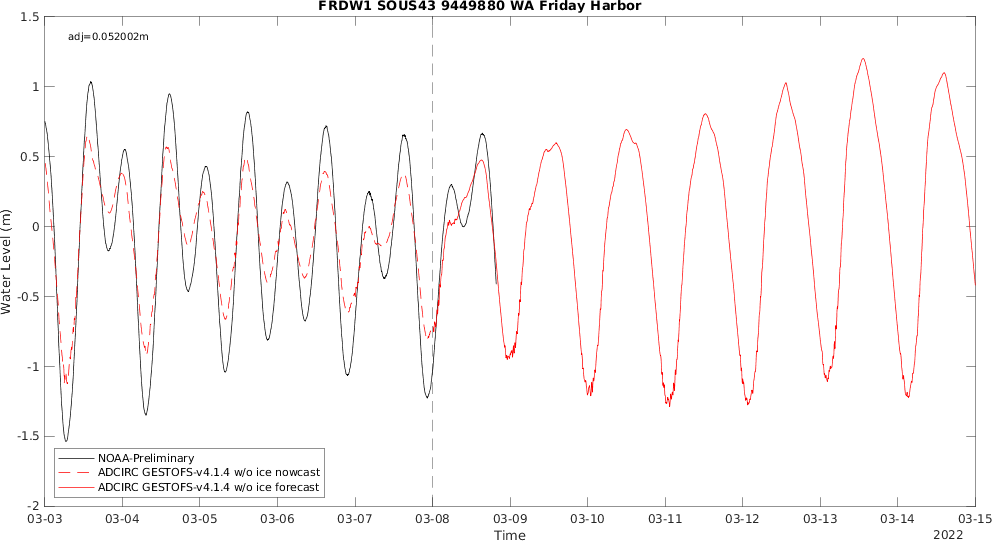 FRDW1 SOUS43 9449880 WA Friday Harbor
adj=0.052002m
1.5
1
0.5
0
-0.5
-1
-1.5
-2
Water Level (m)
NOAA-Preliminary
ADCIRC GESTOFS-v4.1.4 w/o ice nowcast
ADCIRC GESTOFS-v4.1.4 w/o ice forecast
03-03 03-04 03-05 03-06 03-07 03-08 03-09 03-10 03-11 03-12 03-13 03-14 03-15
Time
2022